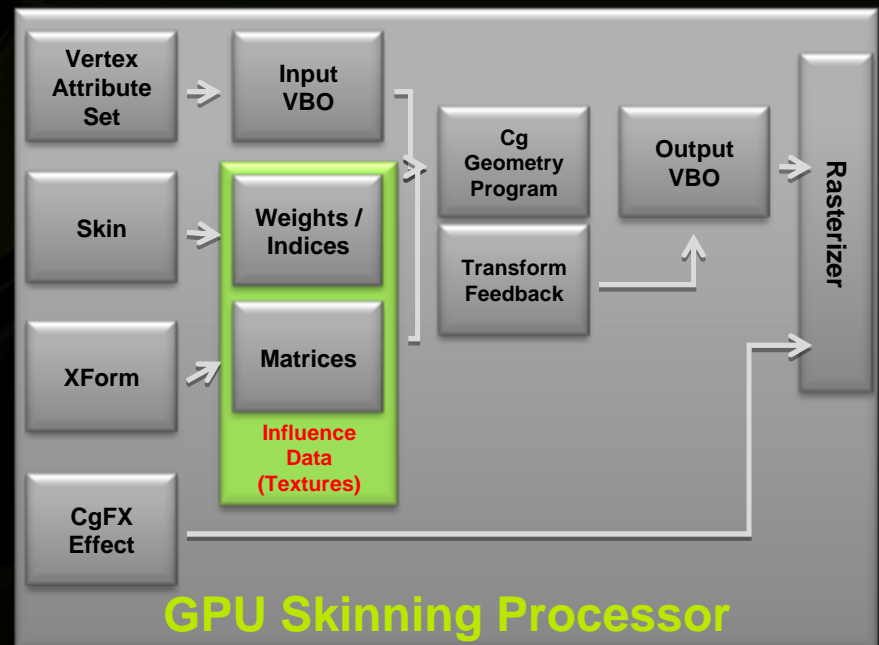 Vertex
Attribute
Set
Input
VBO
Cg
Geometry
Program
Output
VBO
Rasterizer
Skin
Weights /
Indices
Transform
Feedback
XForm
Matrices
Influence
Data
(Textures)
CgFX
Effect
GPU Skinning Processor